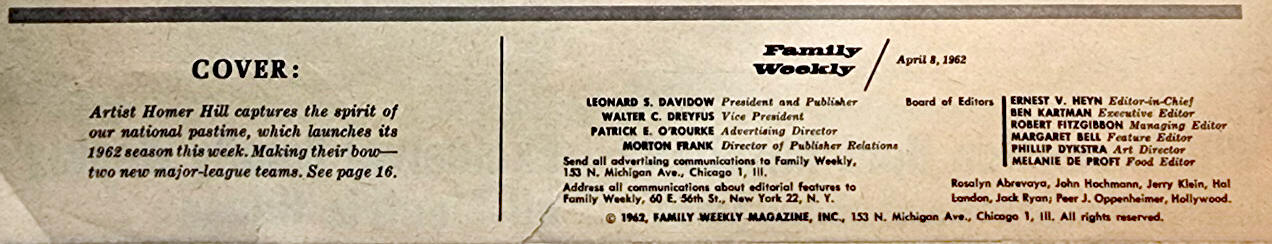 COVER:
Artist Homer Hill captures the spirit of
our national pastime, which launches its
1962 season this week. Making their bow—
two new major-league teams. See page 16.
Family
Weekly
April 8, 1962
LEONARD S. DAVIDOW President and Publisher
WALTER C. DREYFUS Vice President
PATRICK E. O'ROURKE Advertising Director
MORTON FRANK Director of Publisher Relations
Send all advertising communications to Family Weekly,
153 N. Michigan Ave., Chicago 1, Ill.
Address all communications about editorial features to
Family Weekly, 60 E. 56th St., New York 22, N. Y.
Board of Editors
ERNEST V. HEYN Editor-in-Chief
BEN KARTMAN Executive Editor
ROBERT FITZGIBBON Managing Editor
MARGARET BELL Feature Editor
PHILLIP DYKSTRA Art Director
MELANIE DE PROFT Food Editor
Rosalyn Abrevaya, John Hochmann, Jerry Klein, Hal
London, Jack Ryan; Peer J. Oppenheimer, Hollywood.
© 1962, FAMILY WEEKLY MAGAZINE, INC., 153 N. Michigan Ave., Chicago 1, Ill. All rights reserved.